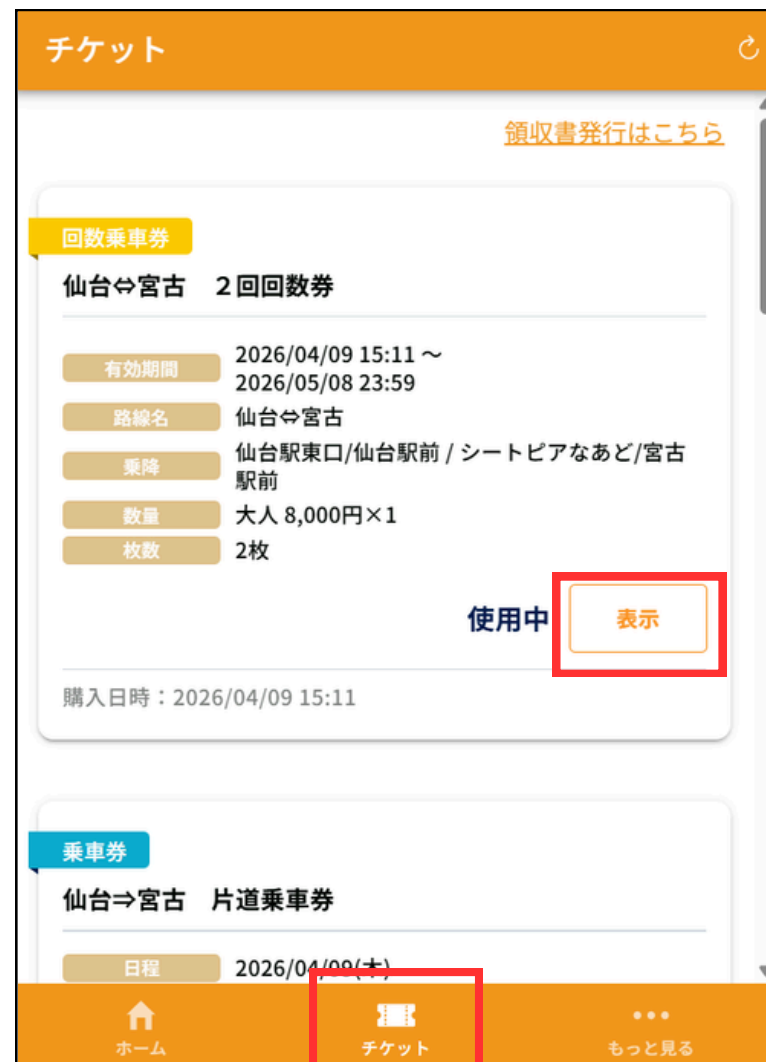 チケット
領収書発行はこちら
回数乗車券
仙台⇔宮古　２回回数券
有効期間
2026/04/09 15:11 ～
2026/05/08 23:59
路線名
仙台⇔宮古
乗降
仙台駅東口/仙台駅前 / シートピアなあど/宮古
駅前
数量
大人 8,000円×1
枚数
2枚
使用中
表示
購入日時：2026/04/09 15:11
乗車券
仙台⇒宮古　片道乗車券
日程
2026/04/09(木)
ホーム
チケット
もっと見る